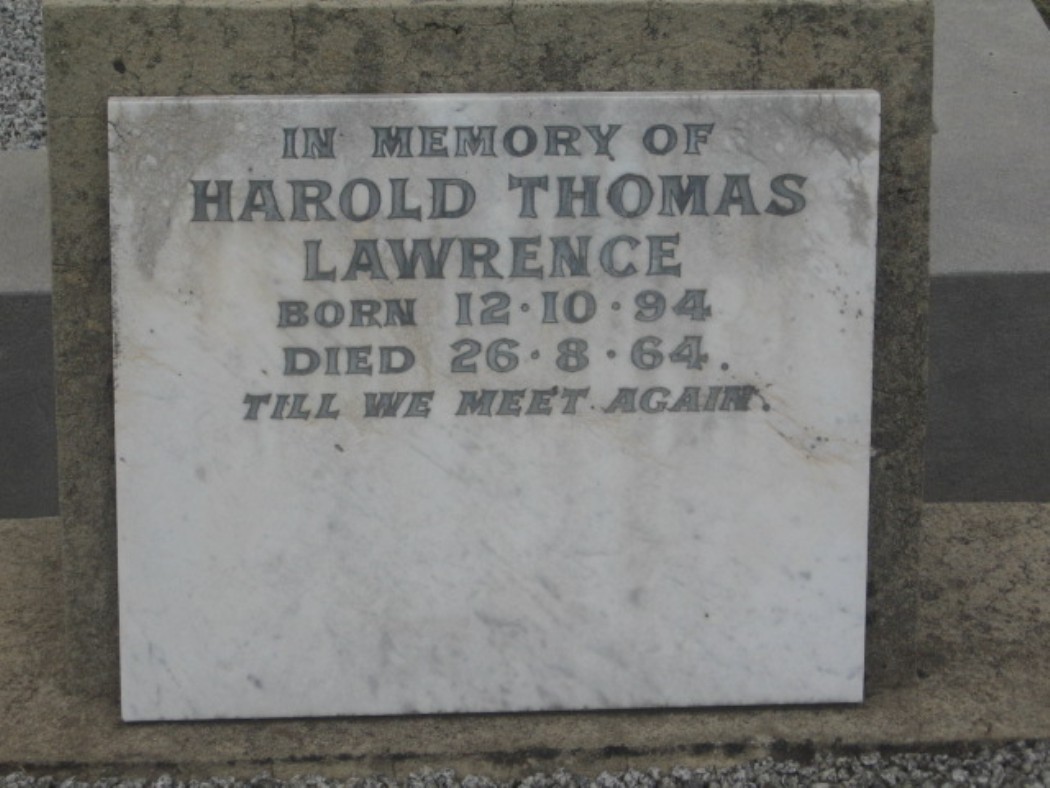 IN MEMORY OF
HAROLD THOMAS
LAWRENCE
BORN 12·10·94
DIED 26·8·64.
TILL WE MEET AGAIN.